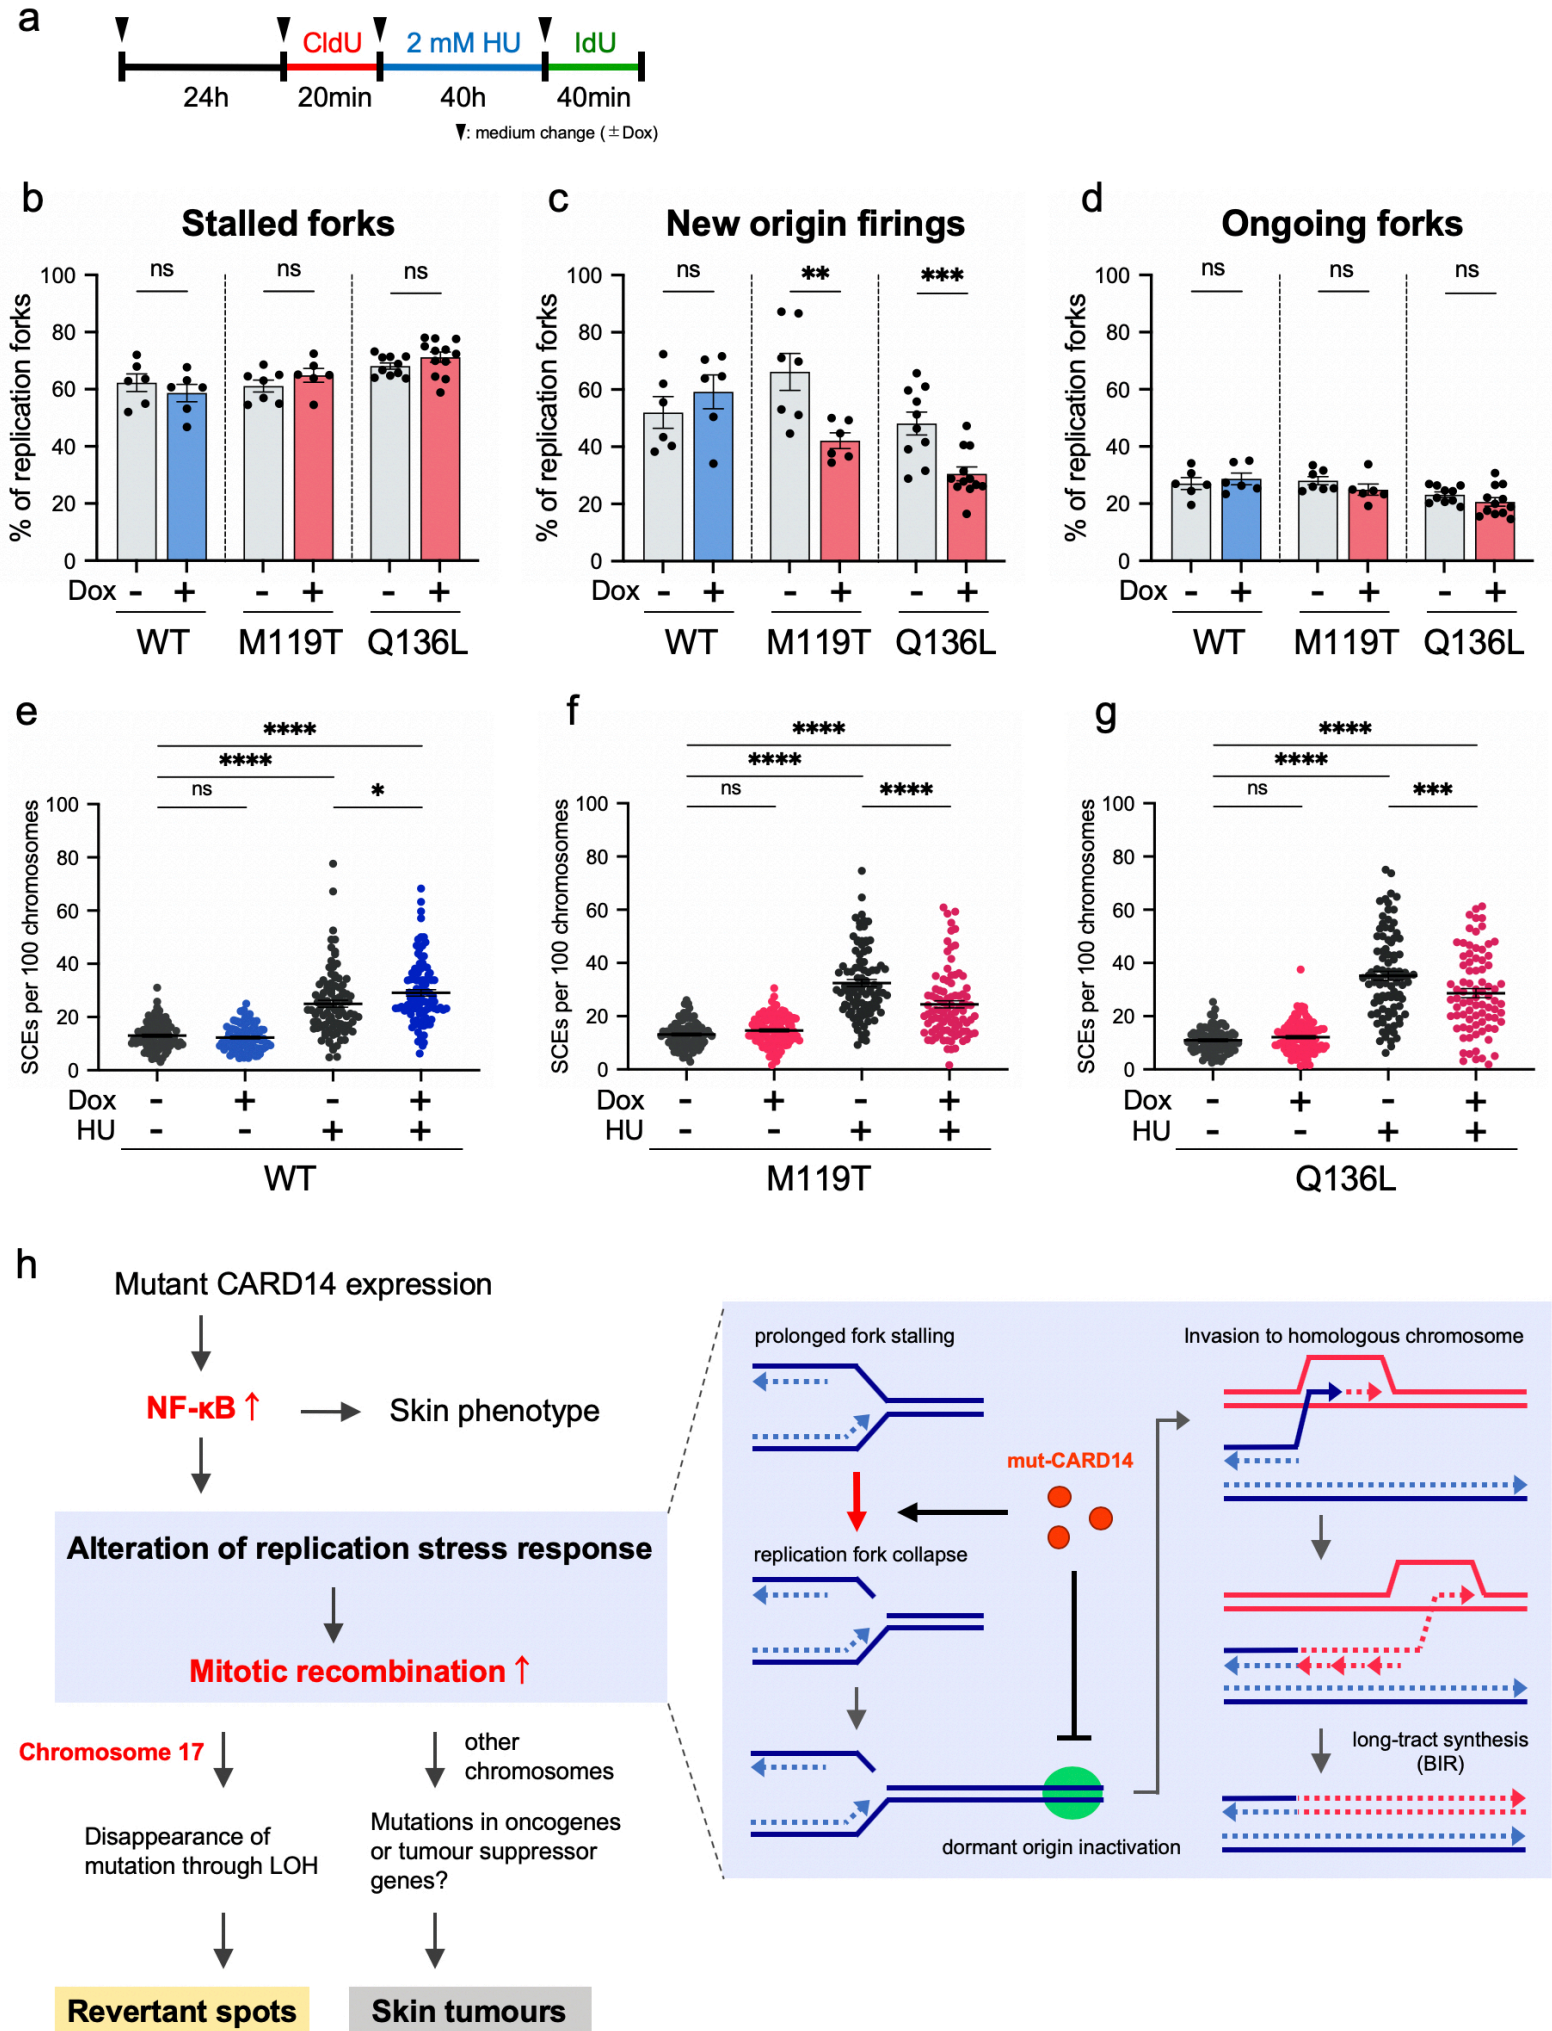 a
CldU 2 mM HU IdU
24h 20min 40h 40min
: medium change (±Dox)
b Stalled forks
% of replication forks
100
80
60
40
20
0
ns ns ns
Dox - + - + - +
WT M119T Q136L
c New origin firings
% of replication forks
100
80
60
40
20
0
ns ** ***
Dox - + - + - +
WT M119T Q136L
d Ongoing forks
% of replication forks
100
80
60
40
20
0
ns ns ns
Dox - + - + - +
WT M119T Q136L
e
SCEs per 100 chromosomes
****
****
ns *
100
80
60
40
20
0
Dox - + - +
HU - - + +
WT
f
SCEs per 100 chromosomes
****
****
ns ****
100
80
60
40
20
0
Dox - + - +
HU - - + +
M119T
g
SCEs per 100 chromosomes
****
****
ns ***
100
80
60
40
20
0
Dox - + - +
HU - - + +
Q136L
h
Mutant CARD14 expression
NF-κB ↑ Skin phenotype
Alteration of replication stress response
Mitotic recombination ↑
Chromosome 17
other
chromosomes
Disappearance of
mutation through LOH
Mutations in oncogenes
or tumour suppressor
genes?
Revertant spots
Skin tumours
prolonged fork stalling
mut-CARD14
replication fork collapse
dormant origin inactivation
Invasion to homologous chromosome
long-tract synthesis
(BIR)